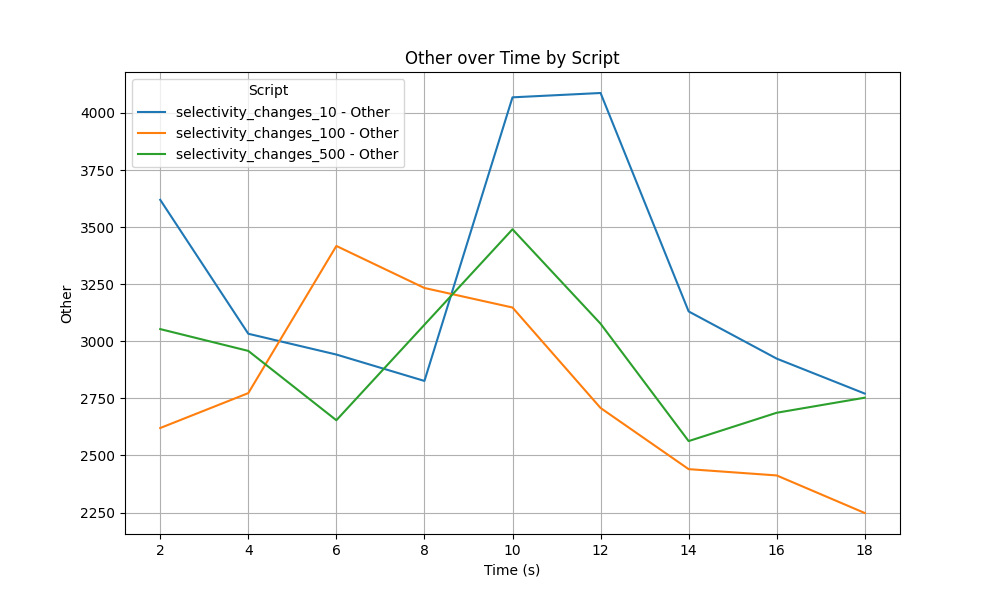 Other over Time by Script
Script
selectivity_changes_10 - Other
selectivity_changes_100 - Other
selectivity_changes_500 - Other
Other
4000
3750
3500
3250
3000
2750
2500
2250
2 4 6 8 10 12 14 16 18
Time (s)